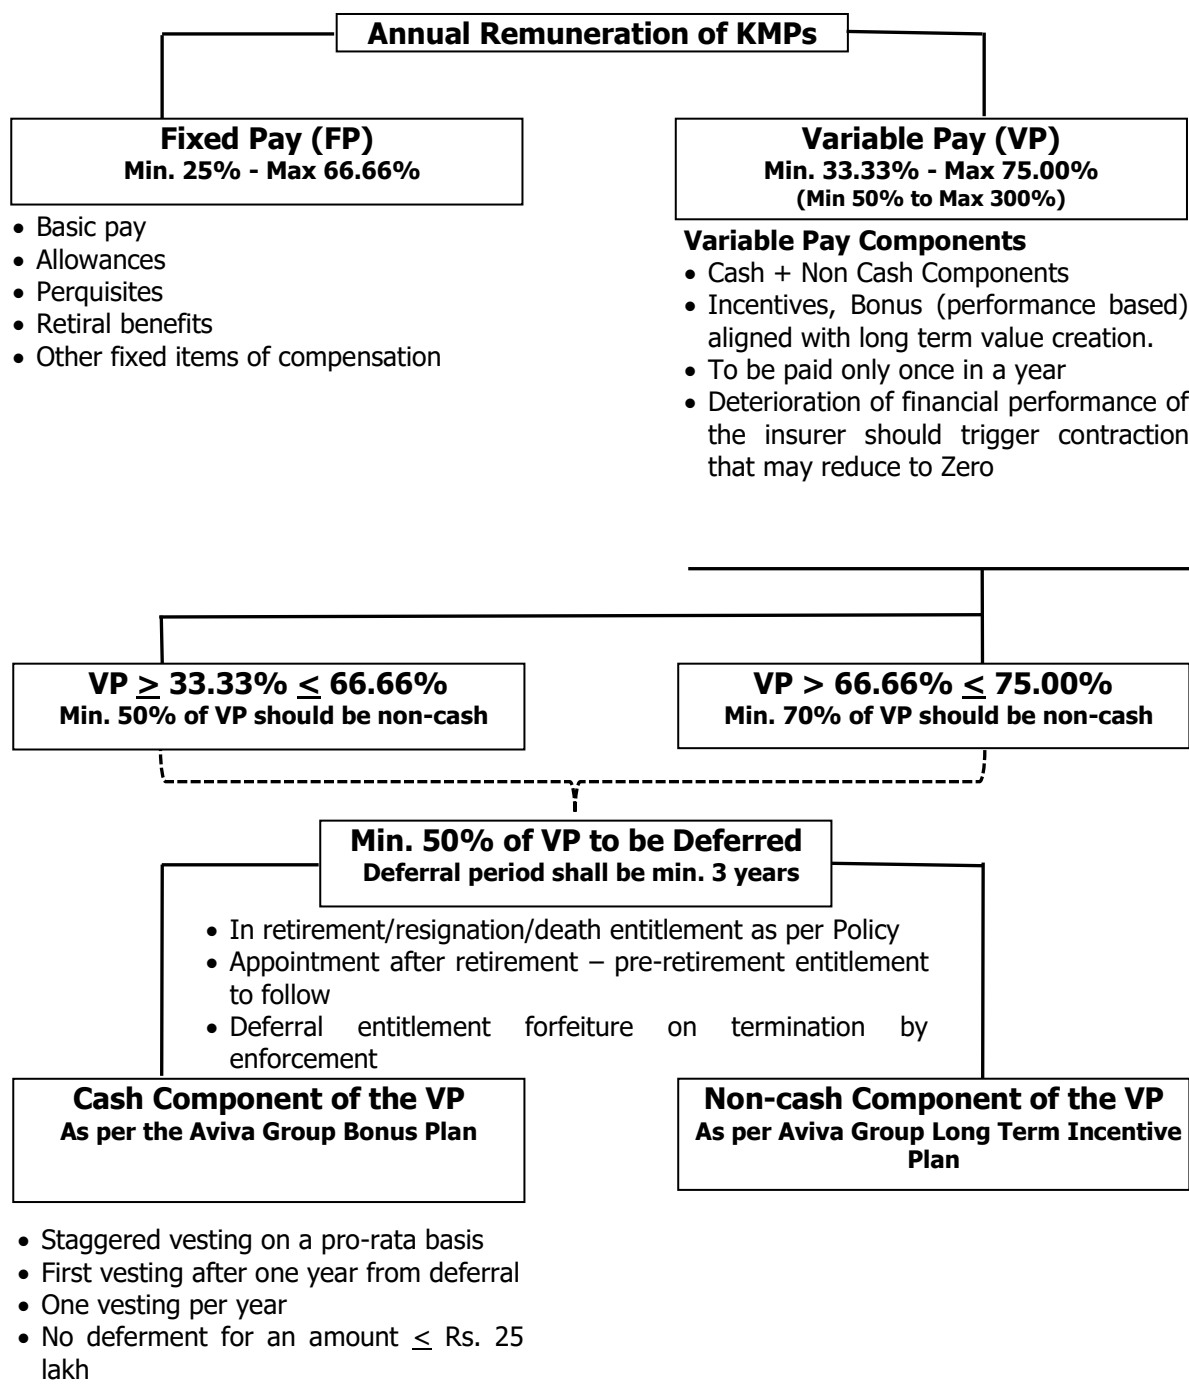 Annual Remuneration of KMPs
Fixed Pay (FP)
Min. 25% - Max 66.66%
• Basic pay
• Allowances
• Perquisites
• Retiral benefits
• Other fixed items of compensation
Variable Pay (VP)
Min. 33.33% - Max 75.00%
(Min 50% to Max 300%)
Variable Pay Components
• Cash + Non Cash Components
• Incentives, Bonus (performance based)
aligned with long term value creation.
• To be paid only once in a year
• Deterioration of financial performance of
the insurer should trigger contraction
that may reduce to Zero
VP ≥ 33.33% ≤ 66.66%
Min. 50% of VP should be non-cash
VP > 66.66% ≤ 75.00%
Min. 70% of VP should be non-cash
Min. 50% of VP to be Deferred
Deferral period shall be min. 3 years
• In retirement/resignation/death entitlement as per Policy
• Appointment after retirement – pre-retirement entitlement
to follow
• Deferral entitlement forfeiture on termination by
enforcement
Cash Component of the VP
As per the Aviva Group Bonus Plan
Non-cash Component of the VP
As per Aviva Group Long Term Incentive
Plan
• Staggered vesting on a pro-rata basis
• First vesting after one year from deferral
• One vesting per year
• No deferment for an amount ≤ Rs. 25
lakh